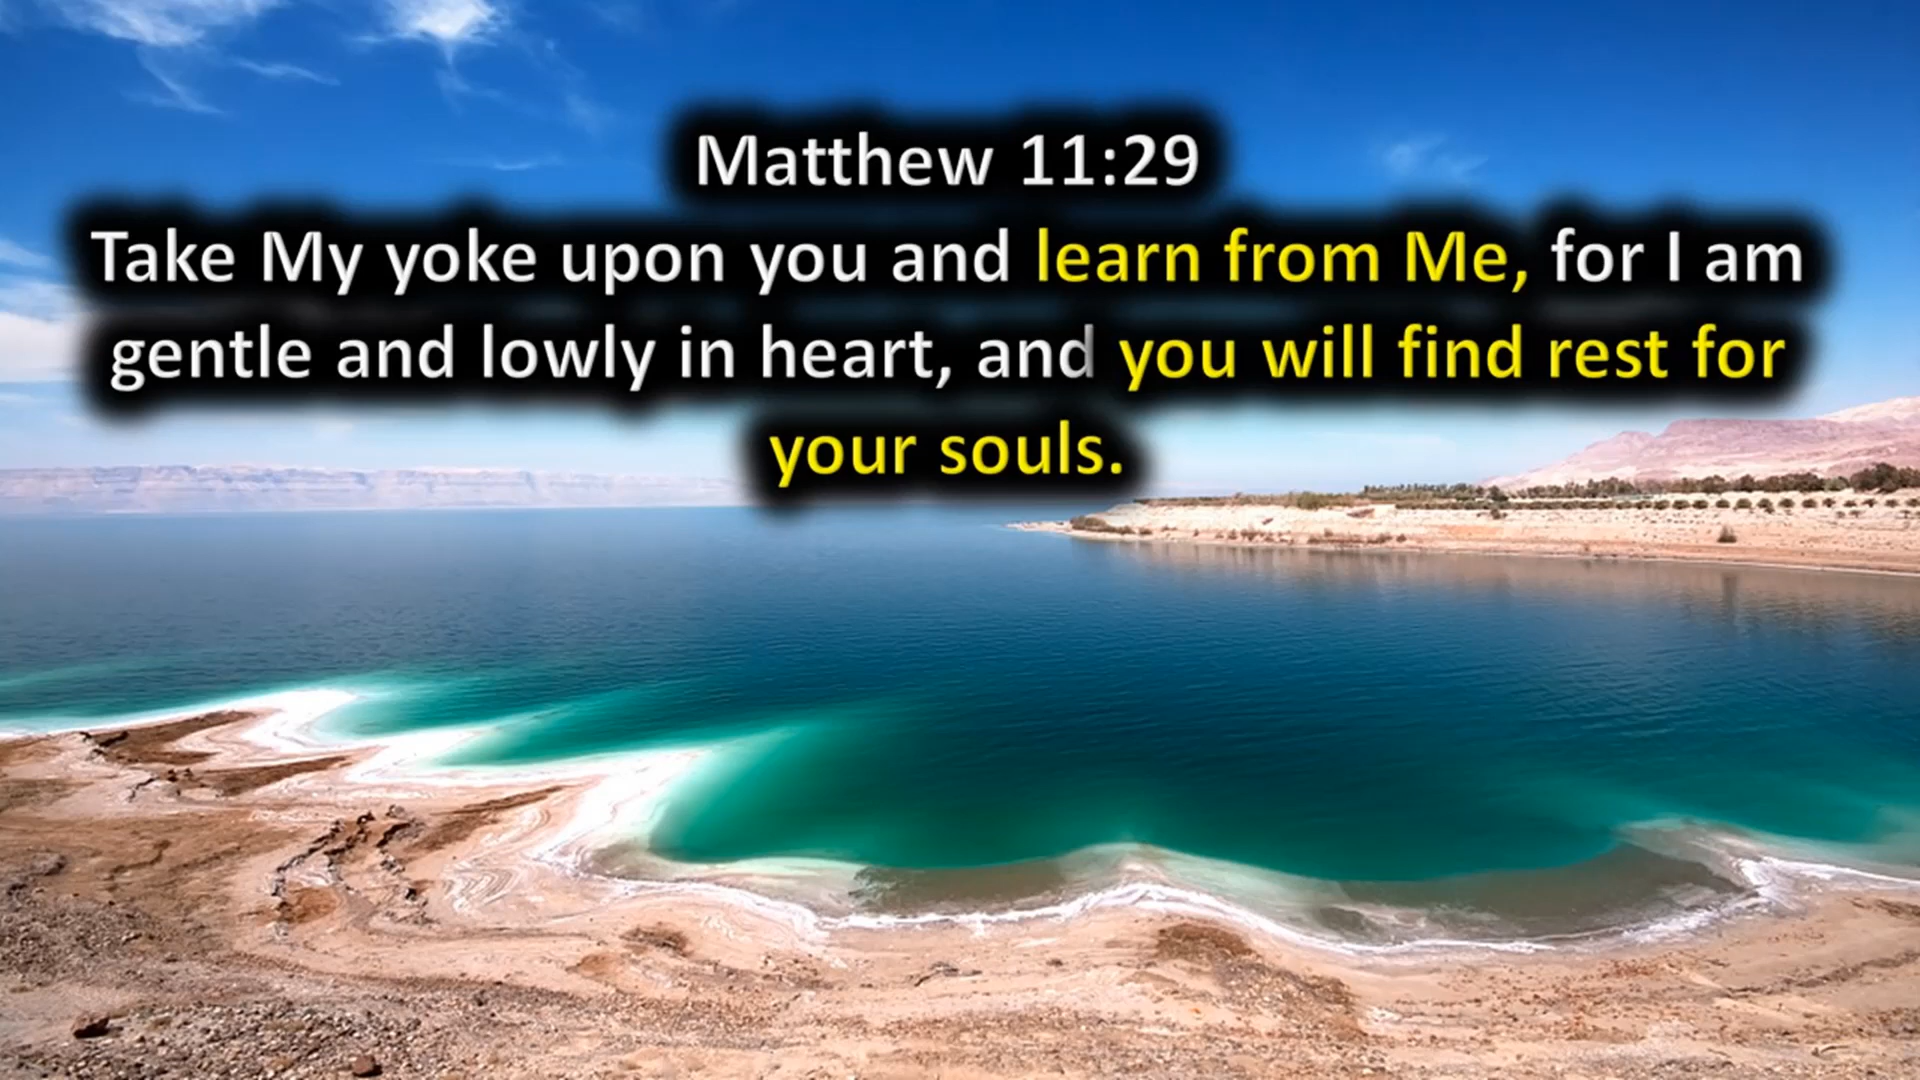 Matthew 11:29
Take My yoke upon you and learn from Me, for I am
gentle and lowly in heart, and you will find rest for
your souls.